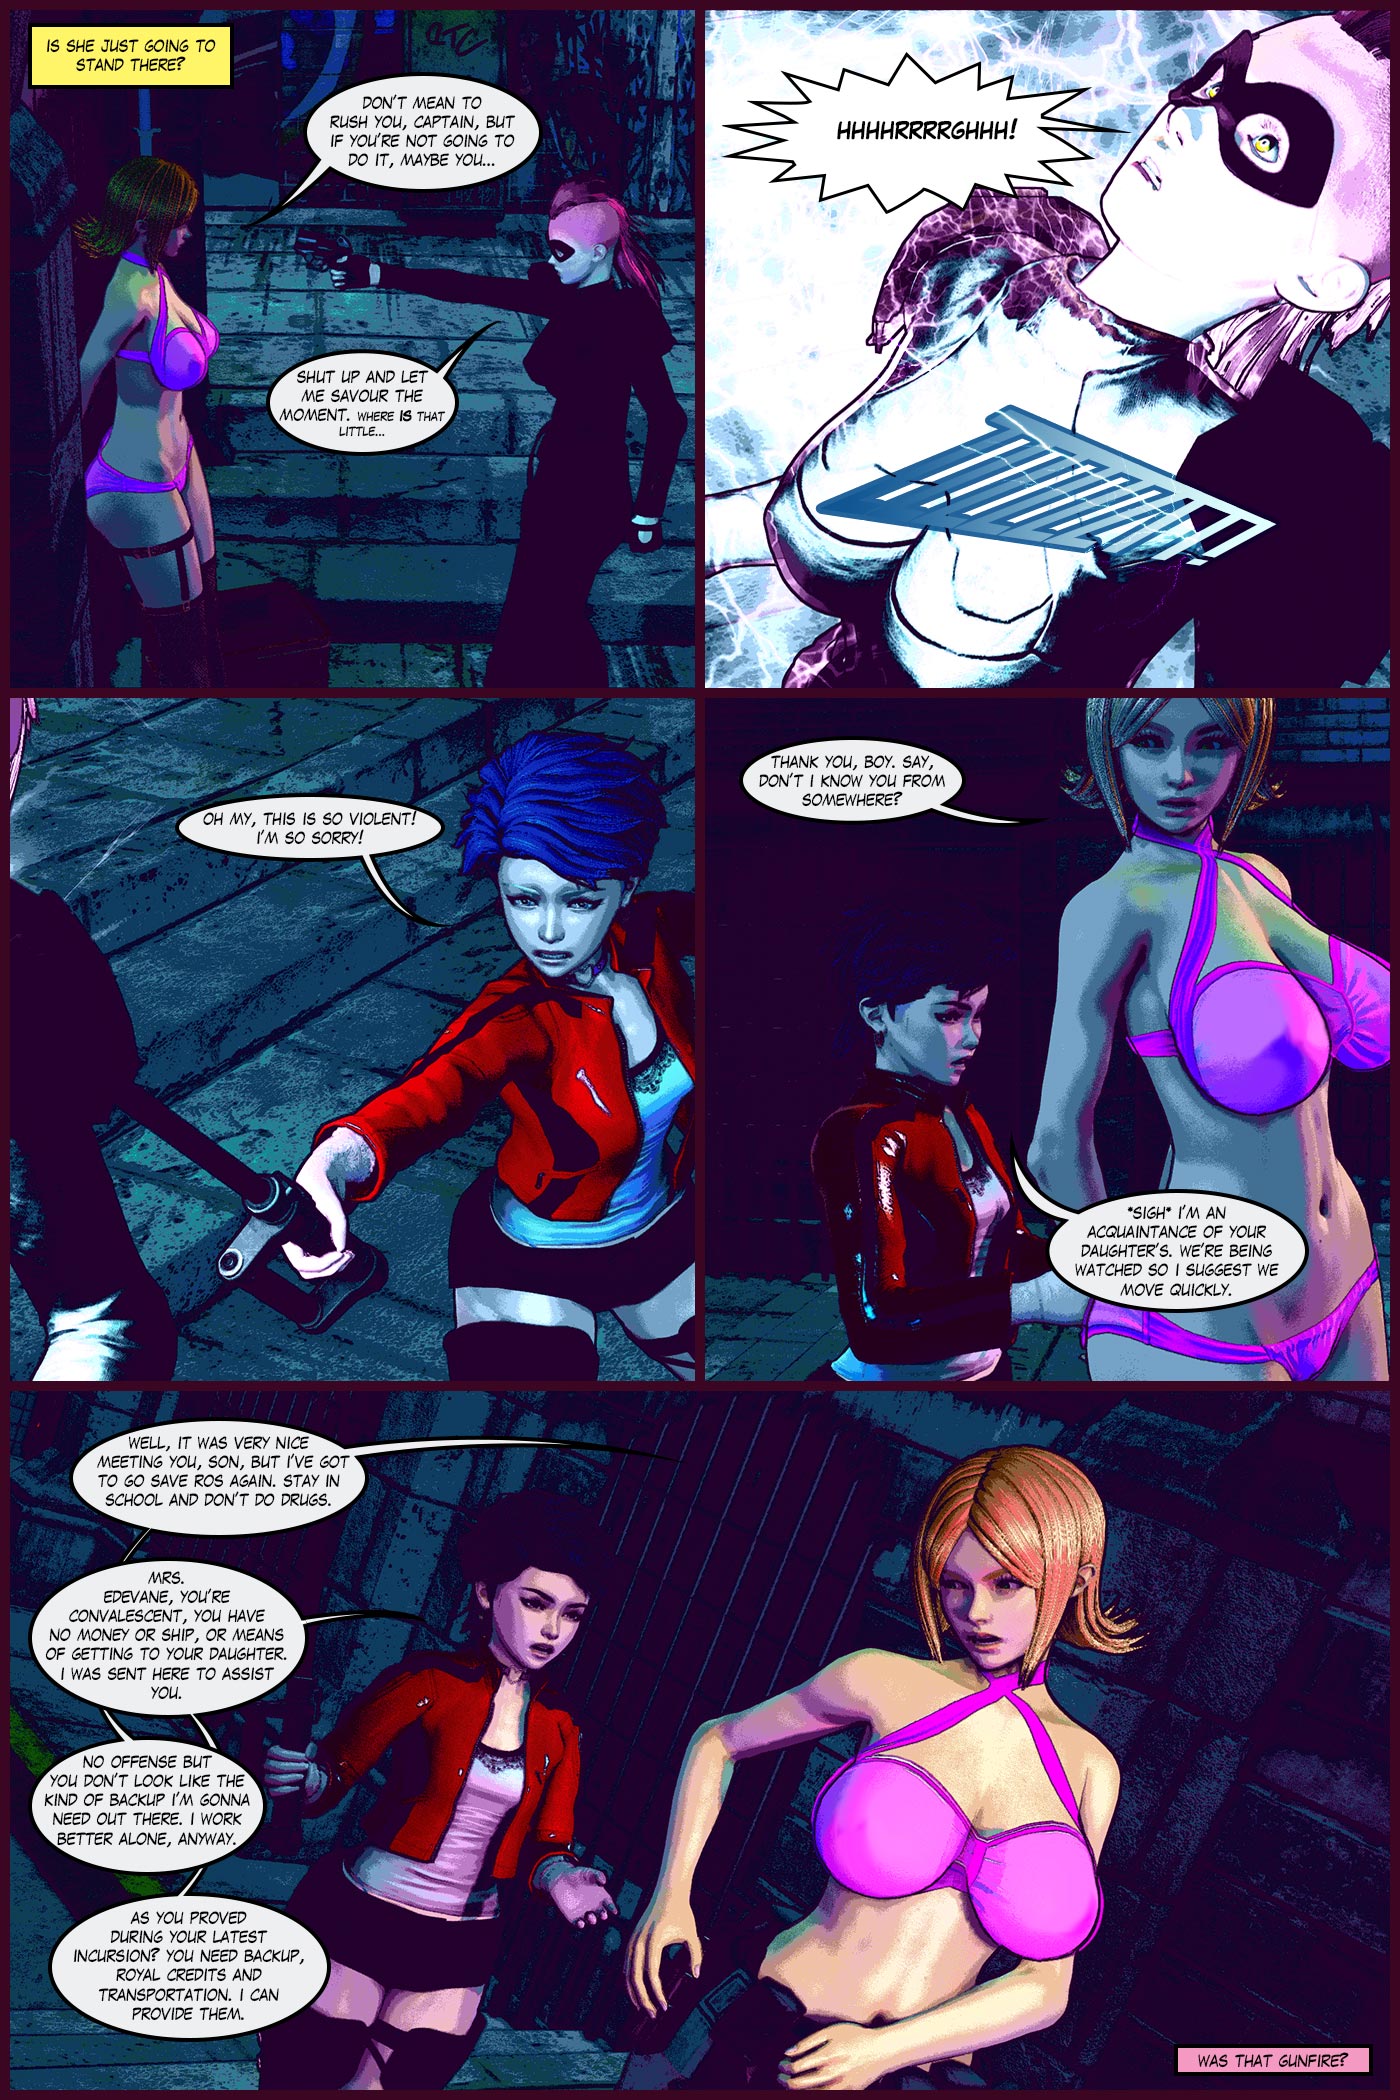 IS SHE JUST GOING TO
STAND THERE?
DON'T MEAN TO
RUSH YOU, CAPTAIN, BUT
IF YOU'RE NOT GOING TO
DO IT, MAYBE YOU...
SHUT UP AND LET
ME SAVOUR THE
MOMENT. WHERE IS THAT
LITTLE...
HHHHRRRRGHHH!
OH MY, THIS IS SO VIOLENT!
I'M SO SORRY!
THANK YOU, BOY. SAY,
DON'T I KNOW YOU FROM
SOMEWHERE?
*SIGH* I'M AN
ACQUAINTANCE OF YOUR
DAUGHTER'S. WE'RE BEING
WATCHED SO I SUGGEST WE
MOVE QUICKLY.
WELL, IT WAS VERY NICE
MEETING YOU, SON, BUT I'VE GOT
TO GO SAVE ROS AGAIN. STAY IN
SCHOOL AND DON'T DO DRUGS.
MRS.
EDEVANE, YOU'RE
CONVALESCENT, YOU HAVE
NO MONEY OR SHIP, OR MEANS
OF GETTING TO YOUR DAUGHTER.
I WAS SENT HERE TO ASSIST
YOU.
NO OFFENSE BUT
YOU DON'T LOOK LIKE THE
KIND OF BACKUP I'M GONNA
NEED OUT THERE. I WORK
BETTER ALONE, ANYWAY.
AS YOU PROVED
DURING YOUR LATEST
INCURSION? YOU NEED BACKUP,
ROYAL CREDITS AND
TRANSPORTATION. I CAN
PROVIDE THEM.
WAS THAT GUNFIRE?